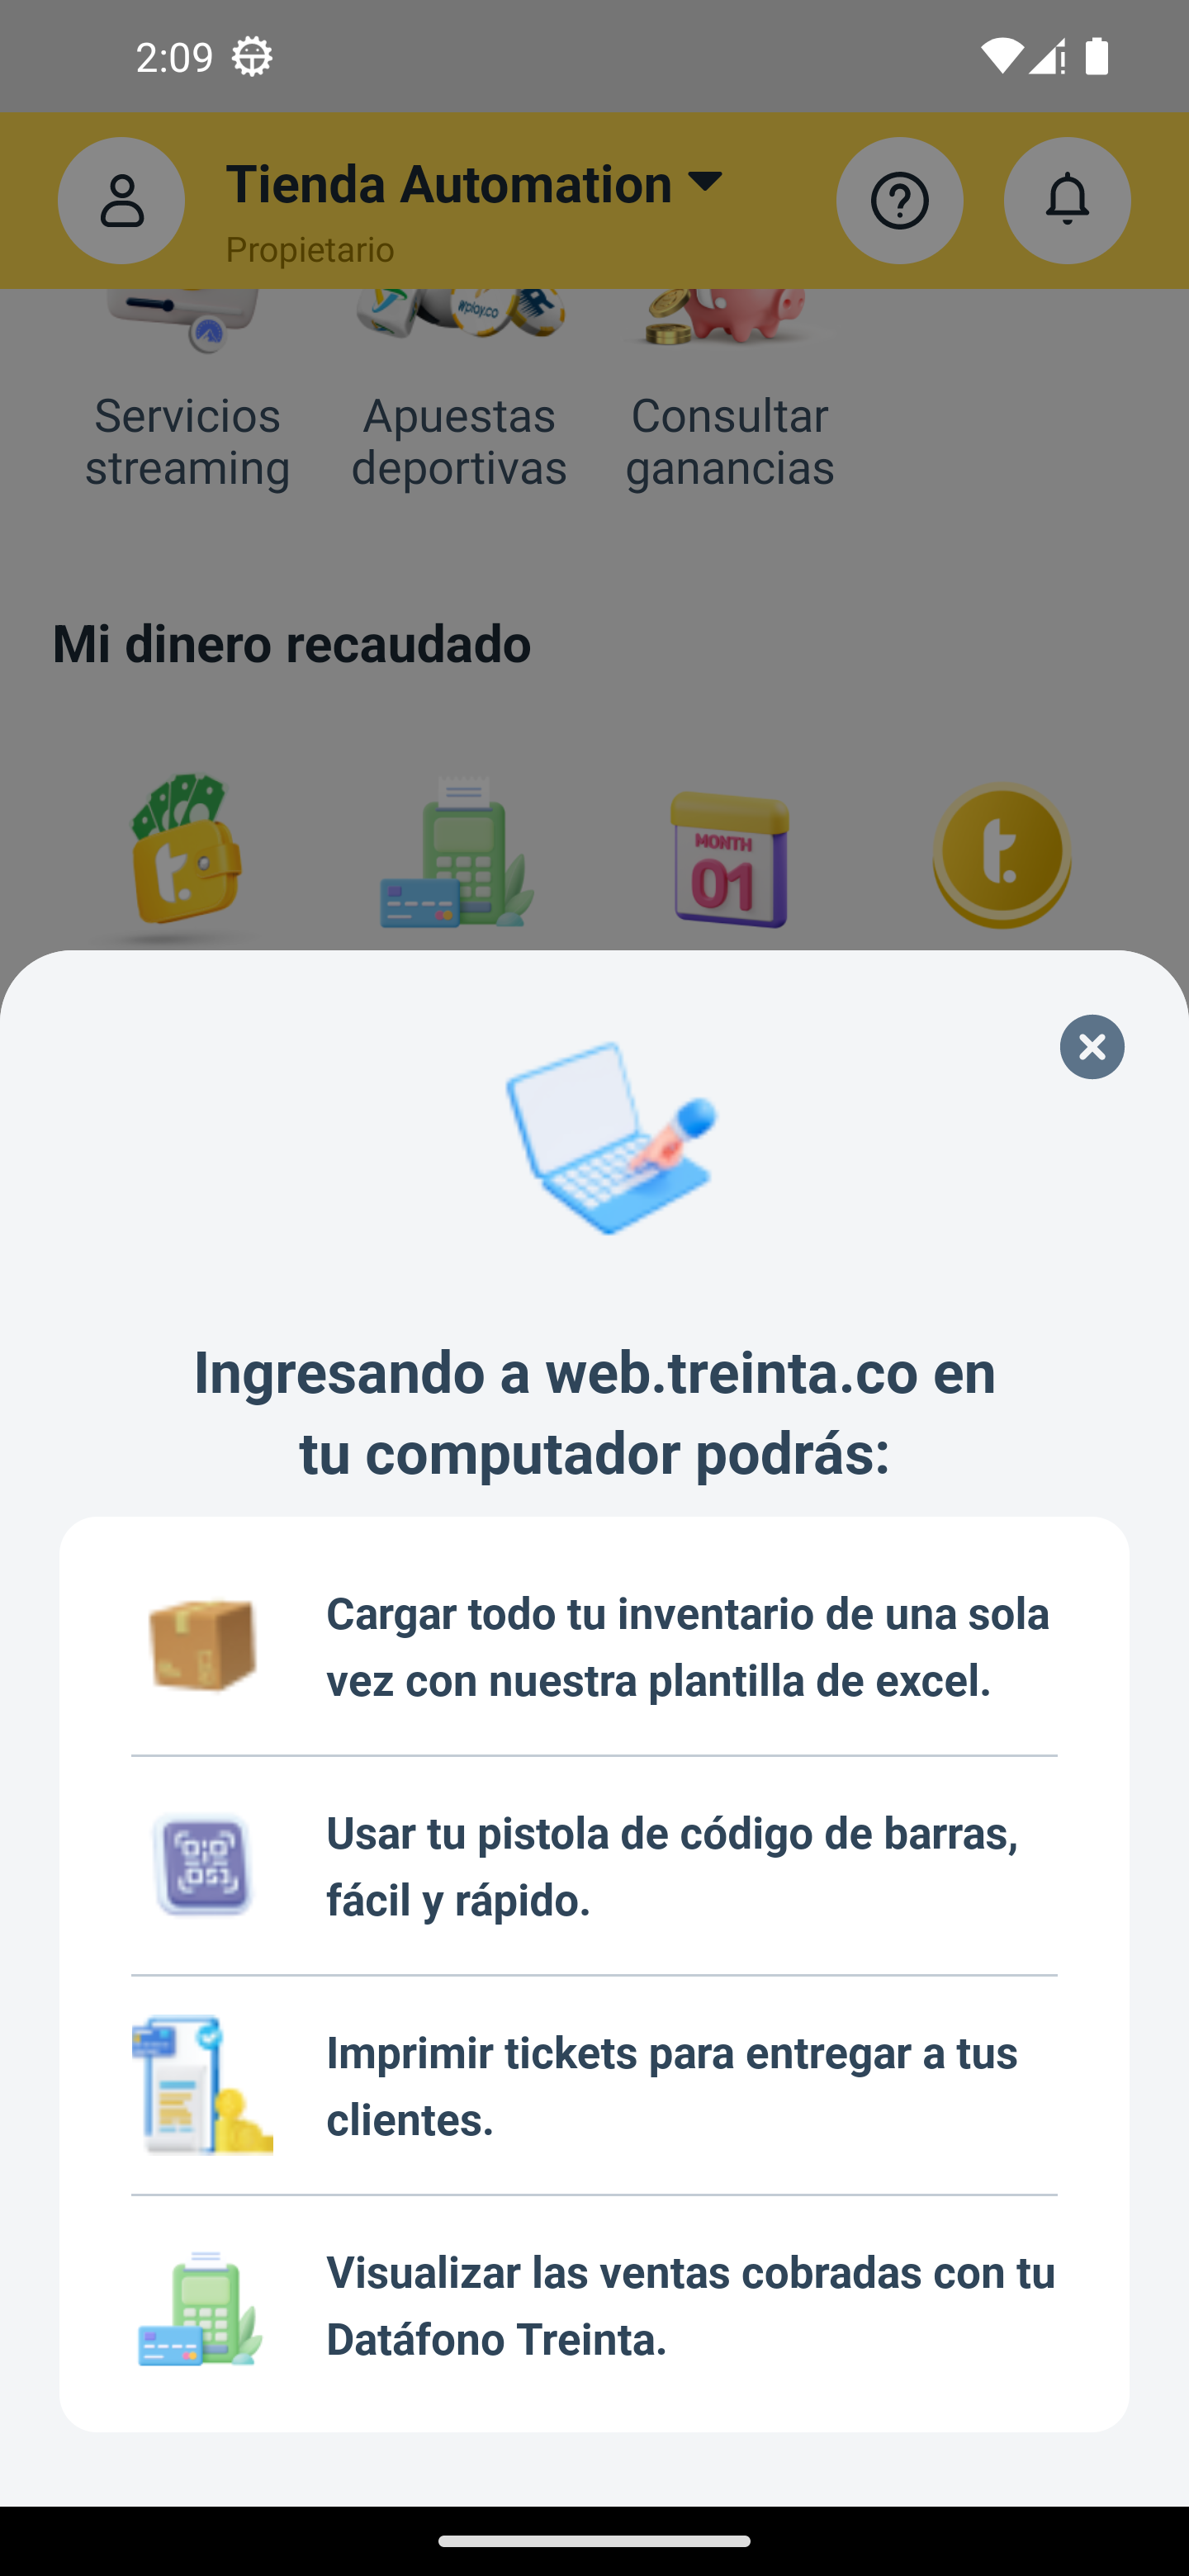 2:09
Tienda Automation
Propietario
wplay.co
Servicios
streaming
Apuestas
deportivas
Consultar
ganancias
Mi dinero recaudado
t.
MONTH
01
t.
Ingresando a web.treinta.co en
tu computador podrás:
Cargar todo tu inventario de una sola
vez con nuestra plantilla de excel.
Usar tu pistola de código de barras,
fácil y rápido.
Imprimir tickets para entregar a tus
clientes.
Visualizar las ventas cobradas con tu
Datáfono Treinta.